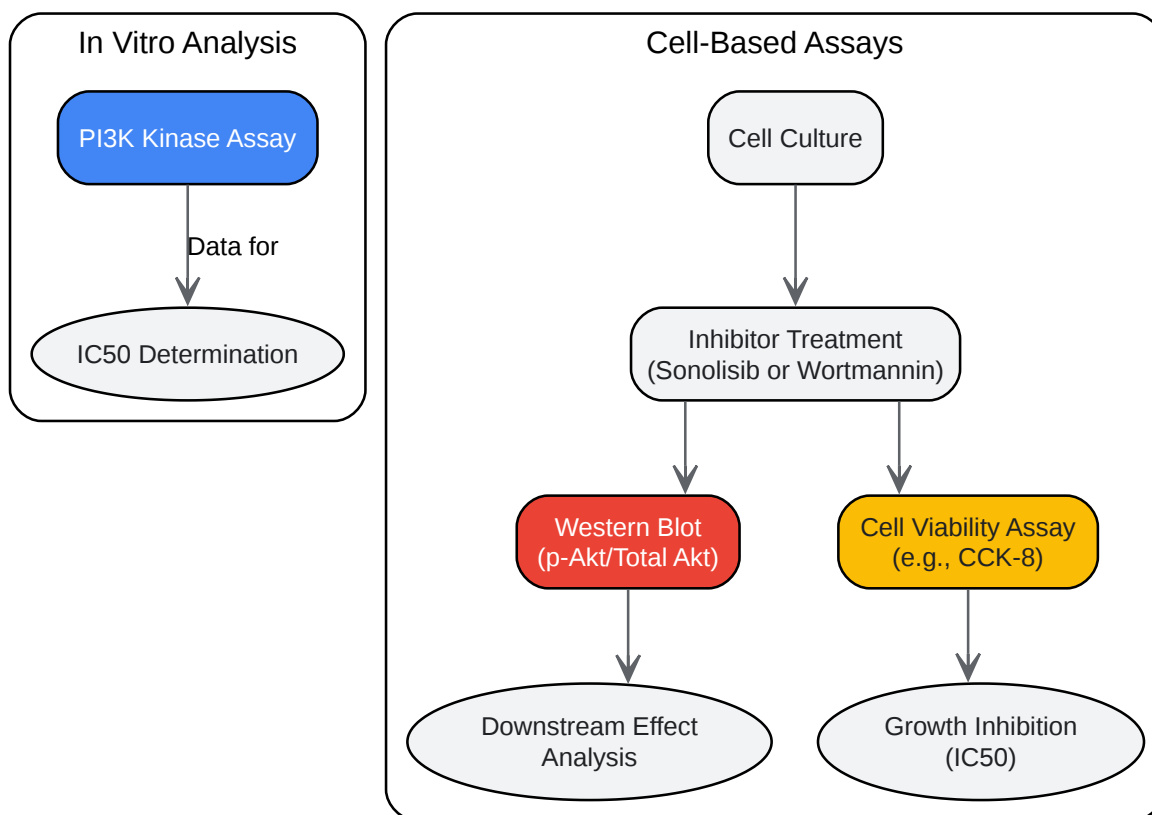 In Vitro Analysis
PI3K Kinase Assay
Data for
IC50 Determination
Cell-Based Assays
Cell Culture
Inhibitor Treatment
(Sonolisib or Wortmannin)
Western Blot
(p-Akt/Total Akt)
Cell Viability Assay
(e.g., CCK-8)
Downstream Effect
Analysis
Growth Inhibition
(IC50)